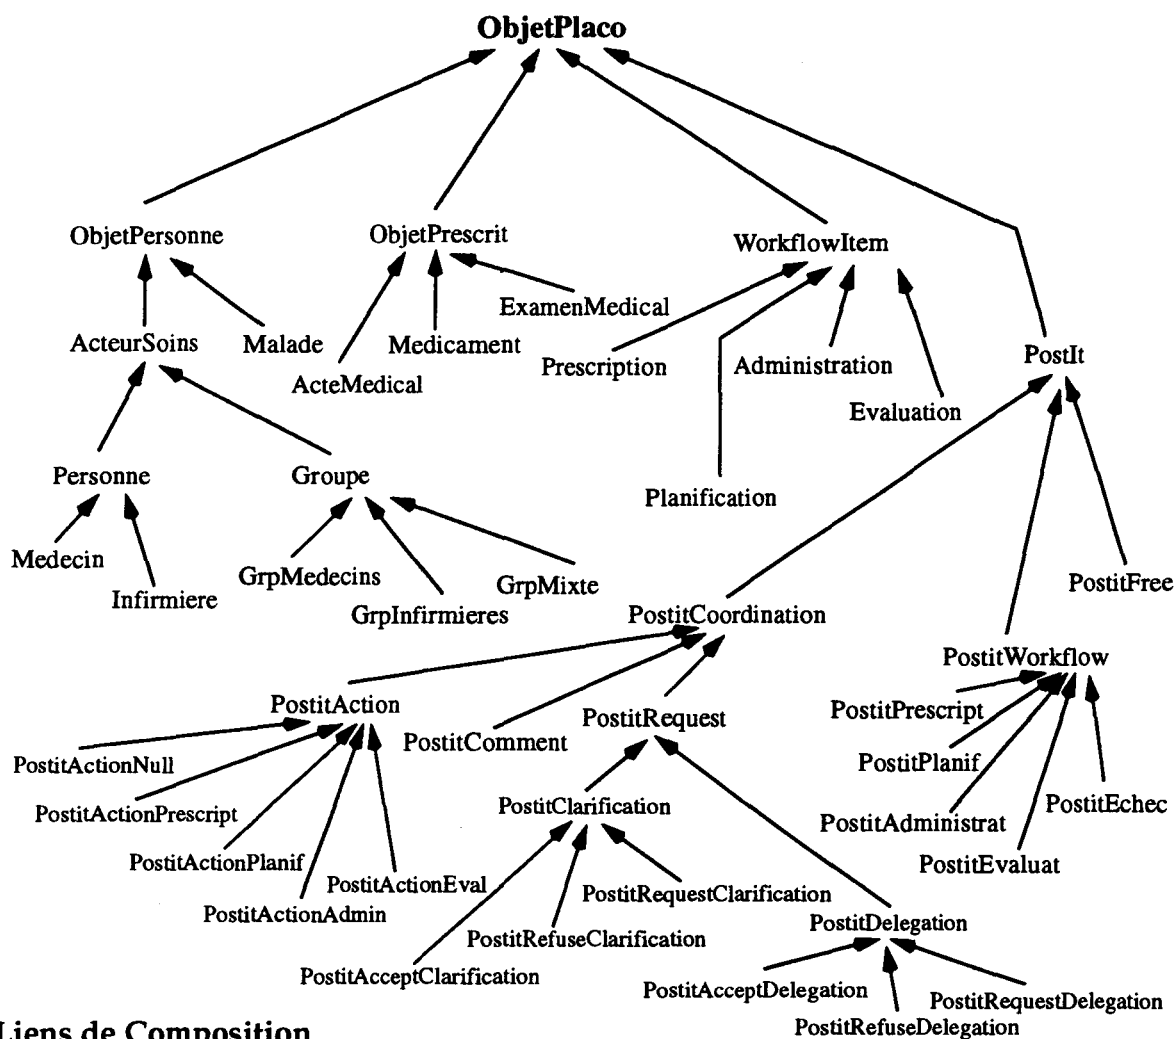 ObjetPlaco
ObjetPersonne
ObjetPrescrit
WorkflowItem
ExamenMedical
ActeurSoins
Malade
Medicament
ActeMedical
Prescription
Administration
PostIt
Evaluation
Personne
Groupe
Planification
Medecin
Infirmiere
GrpMedecins
GrpInfirmieres
GrpMixte
PostitFree
PostitCoordination
PostitWorkflow
PostitAction
PostitComment
PostitRequest
PostitPrescript
PostitActionNull
PostitPlanif
PostitActionPrescript
PostitClarification
PostitAdministrat
PostitEchec
PostitActionPlanif
PostitEvaluat
PostitActionEval
PostitRequestClarification
PostitActionAdmin
PostitDelegation
PostitRefuseClarification
PostitAcceptClarification
PostitAcceptDelegation
PostitRequestDelegation
PostitRefuseDelegation
Liens de Composition